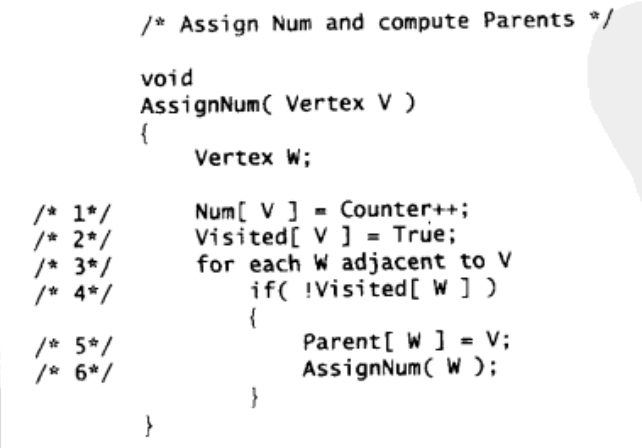 /* Assign Num and compute Parents */
void
AssignNum( Vertex V )
{
Vertex W;
/* 1*/ Num[ V ] = Counter++;
/* 2*/ Visited[ V ] = True;
/* 3*/ for each W adjacent to V
/* 4*/ if( !Visited[ W ] )
{
/* 5*/ Parent[ W ] = V;
/* 6*/ AssignNum( W );
}
}